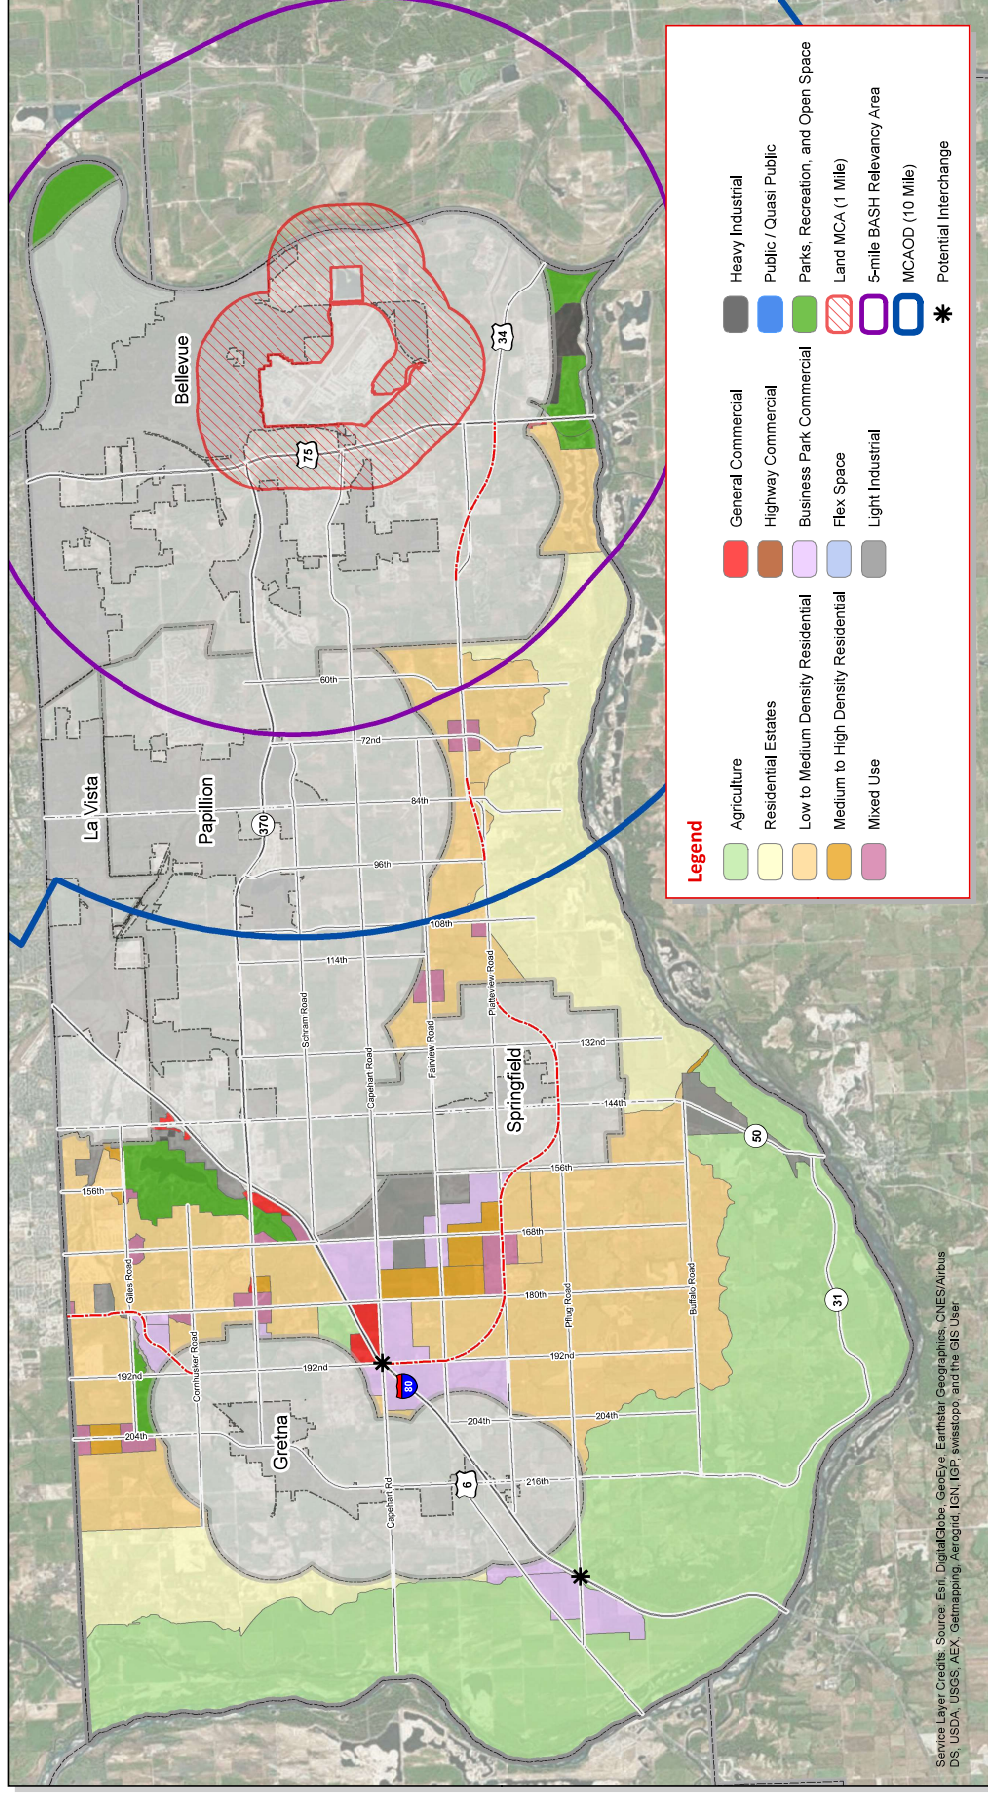 Bellevue
La Vista
Papillion
Springfield
Gretna
75
34
370
50
31
80
6
60th
72nd
84th
96th
108th
114th
132nd
144th
156th
156th
168th
180th
192nd
192nd
192nd
204th
204th
204th
216th
Schram Road
Capehart Road
Fairview Road
Platteview Road
Giles Road
Cornhusker Road
Pflug Road
Buffalo Road
Capehart Rd
Legend
Agriculture
Residential Estates
Low to Medium Density Residential
Medium to High Density Residential
Mixed Use
General Commercial
Highway Commercial
Business Park Commercial
Flex Space
Light Industrial
Heavy Industrial
Public / Quasi Public
Parks, Recreation, and Open Space
Land MCA (1 Mile)
5-mile BASH Relevancy Area
MCAOD (10 Mile)
Potential Interchange
Service Layer Credits: Source: Esri, DigitalGlobe, GeoEye, Earthstar Geographics, CNES/Airbus
DS, USDA, USGS, AEX, Getmapping, Aerogrid, IGN, IGP, swisstopo, and the GIS User